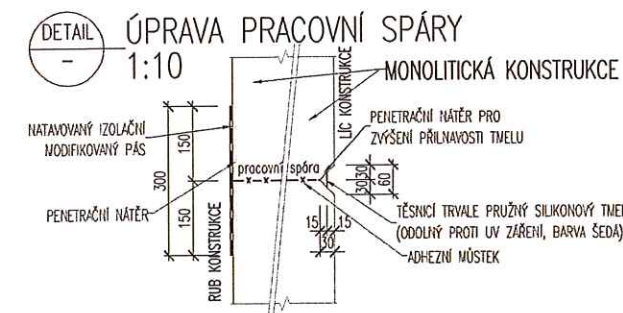 DETAIL
-
ÚPRAVA PRACOVNÍ SPÁRY
1:10
MONOLITICKÁ KONSTRUKCE
LÍC KONSTRUKCE
NATAVOVANÝ IZOLAČNÍ
MODIFIKOVANÝ PÁS
PENETRAČNÍ NÁTĚR PRO
ZVÝŠENÍ PŘILNAVOSTI TMELU
150
300
150
pracovní spára
30
30
60
PENETRAČNÍ NÁTĚR
RUB KONSTRUKCE
15
15
30
TĚSNICÍ TRVALE PRUŽNÝ SILIKONOVÝ TMEL
(ODOLNÝ PROTI UV ZÁŘENÍ, BARVA ŠEDÁ)
ADHEZNÍ MŮSTEK